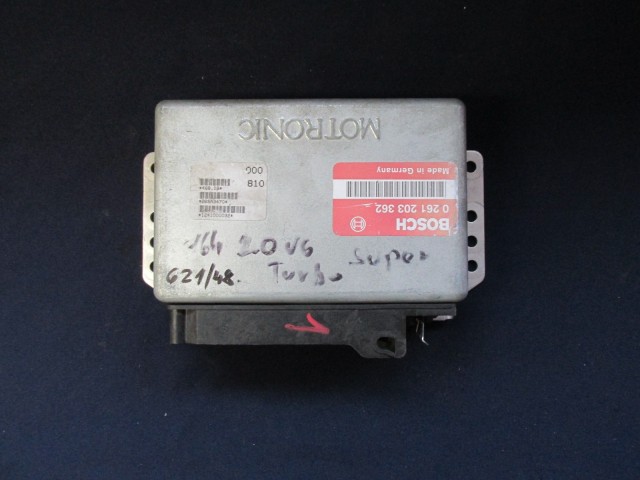 MOTRONIC
Made in Germany
0 261 203 362
BOSCH
000
810
164 2.0 V6 super
Turbo
621/48.
1